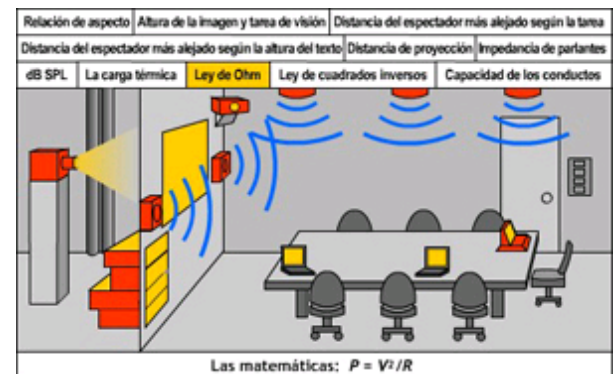 Relación de aspecto Altura de la imagen y tarea de visión Distancia del espectador más alejado según la tarea
Distancia del espectador más alejado según la altura del texto Distancia de proyección Impedancia de parlantes
dB SPL La carga térmica Ley de Ohm Ley de cuadrados inversos Capacidad de los conductos
Las matemáticas: P = V²/R